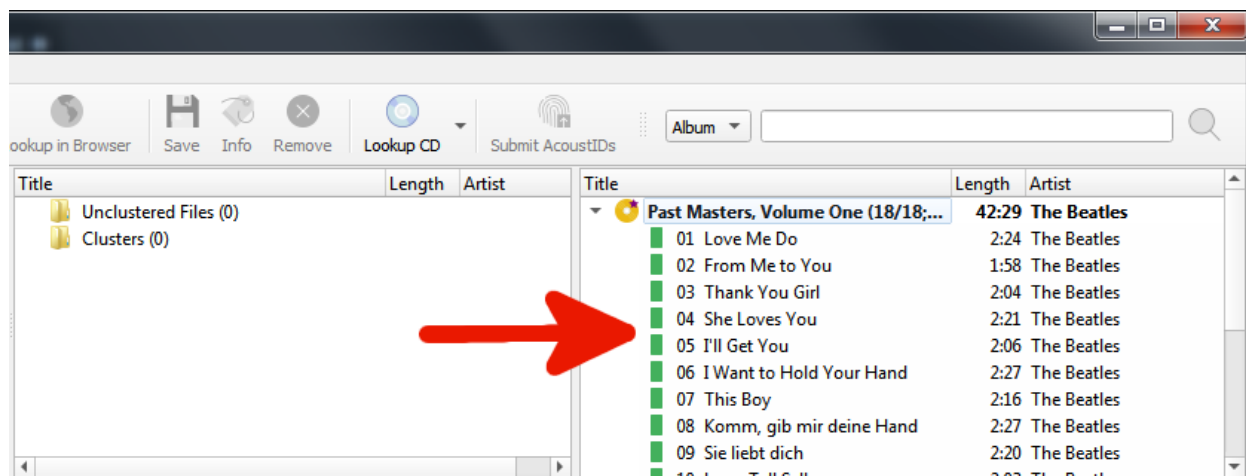 Album
ookup in Browser Save Info Remove Lookup CD Submit AcoustIDs
Title Length Artist Title Length Artist
Unclustered Files (0) Past Masters, Volume One (18/18;... 42:29 The Beatles
Clusters (0) 01 Love Me Do 2:24 The Beatles
02 From Me to You 1:58 The Beatles
03 Thank You Girl 2:04 The Beatles
04 She Loves You 2:21 The Beatles
05 I'll Get You 2:06 The Beatles
06 I Want to Hold Your Hand 2:27 The Beatles
07 This Boy 2:16 The Beatles
08 Komm, gib mir deine Hand 2:27 The Beatles
09 Sie liebt dich 2:20 The Beatles